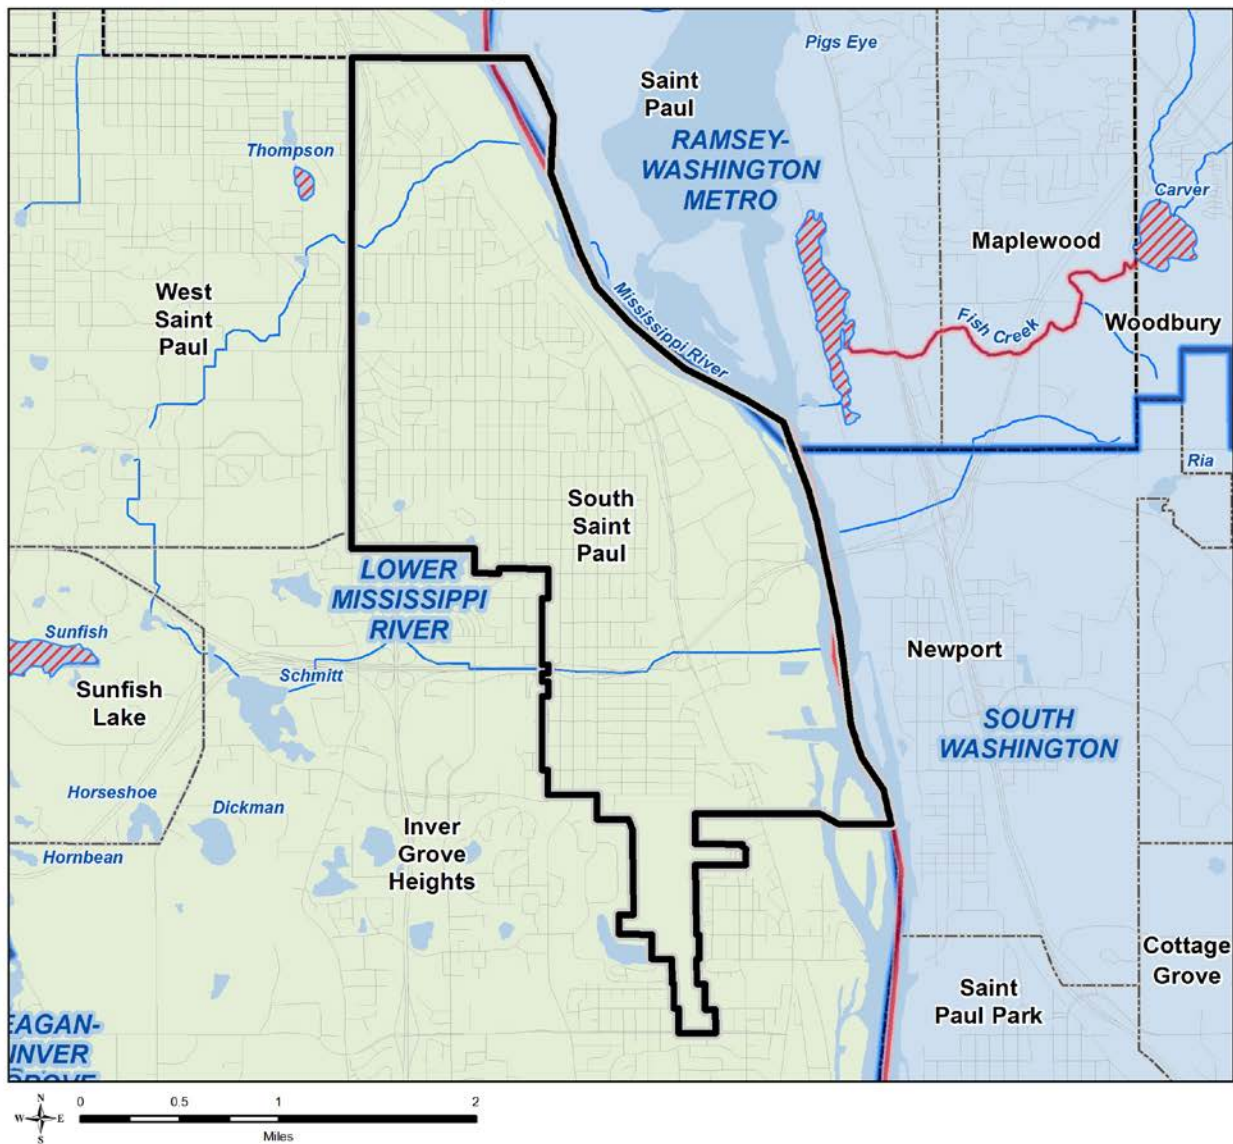 Pigs Eye
Saint
Paul
RAMSEY-
WASHINGTON
METRO
Thompson
Carver
Maplewood
West
Saint
Paul
Mississippi River
Fish Creek
Woodbury
Ria
South
Saint
Paul
LOWER
MISSISSIPPI
RIVER
Sunfish
Schmitt
Newport
Sunfish
Lake
SOUTH
WASHINGTON
Horseshoe
Dickman
Inver
Grove
Heights
Hornbean
Cottage
Grove
Saint
Paul Park
EAGAN-
INVER
GROVE
N
W E
S
0 0.5 1 2
Miles